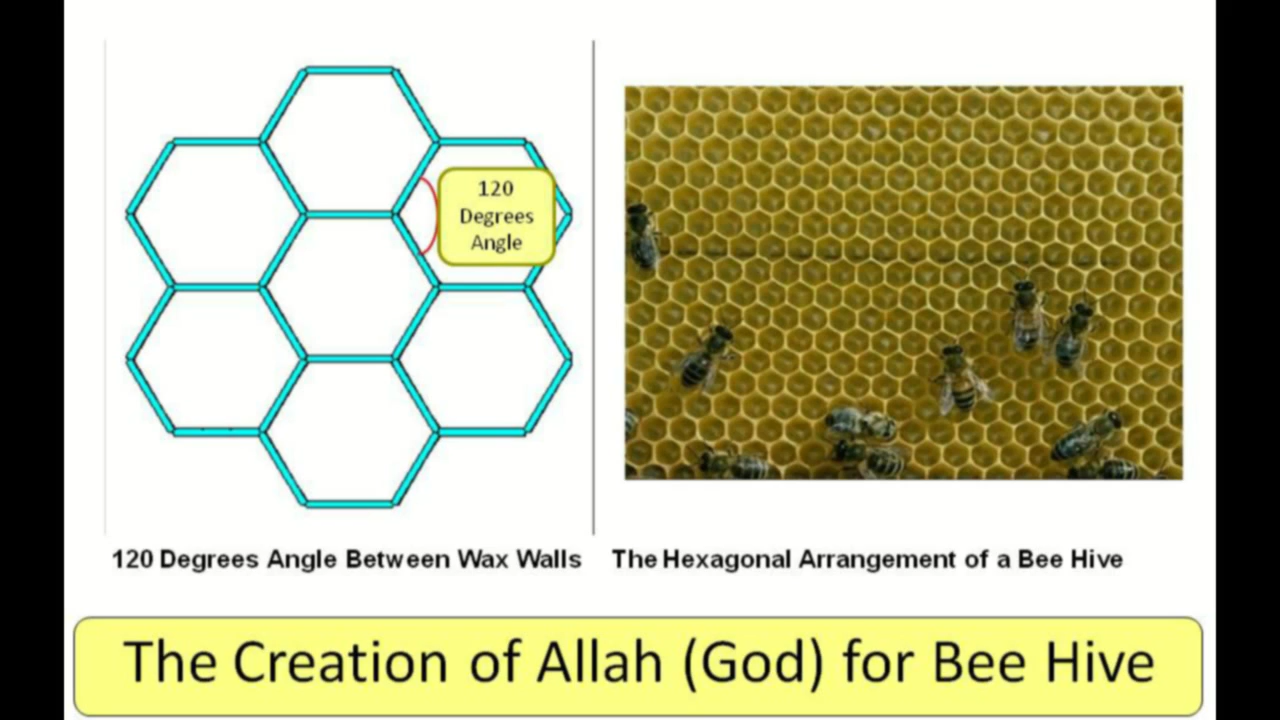 120
Degrees
Angle
120 Degrees Angle Between Wax Walls
The Hexagonal Arrangement of a Bee Hive
The Creation of Allah (God) for Bee Hive